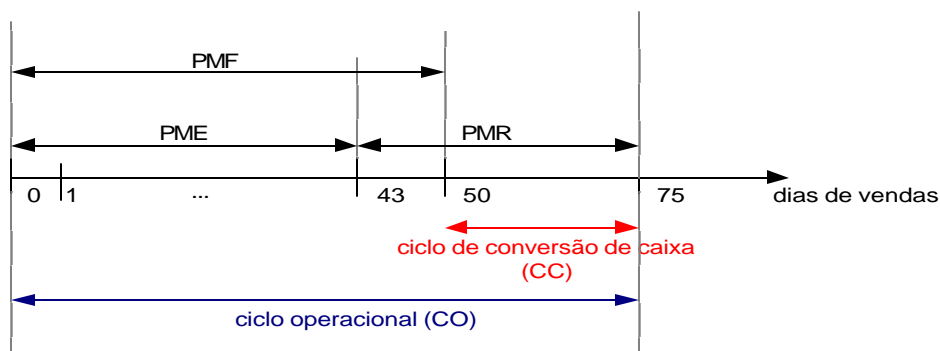 PMF
PME PMR
0 1 ... 43 50 75 dias de vendas
ciclo de conversão de caixa
(CC)
ciclo operacional (CO)